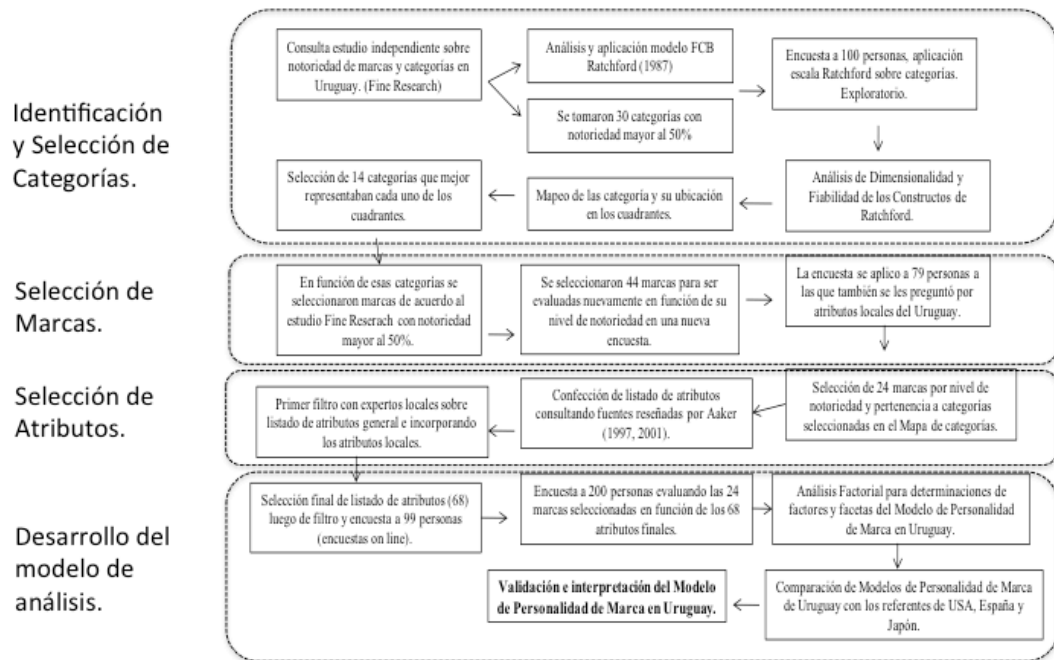 Identificación
y Selección de
Categorías.
Consulta estudio independiente sobre
notoriedad de marcas y categorías en
Uruguay. (Fine Research)
Análisis y aplicación modelo FCB
Ratchford (1987)
Se tomaron 30 categorías con
notoriedad mayor al 50%
Encuesta a 100 personas, aplicación
escala Ratchford sobre categorías.
Exploratorio.
Análisis de Dimensionalidad y
Fiabilidad de los Constructos de
Ratchford.
Mapeo de las categoría y su ubicación
en los cuadrantes.
Selección de 14 categorías que mejor
representaban cada uno de los
cuadrantes.
Selección de
Marcas.
En función de esas categorías se
seleccionaron marcas de acuerdo al
estudio Fine Reserach con notoriedad
mayor al 50%.
Se seleccionaron 44 marcas para ser
evaluadas nuevamente en función de su
nivel de notoriedad en una nueva
encuesta.
La encuesta se aplico a 79 personas a
las que también se les preguntó por
atributos locales del Uruguay.
Selección de
Atributos.
Selección de 24 marcas por nivel de
notoriedad y pertenencia a categorías
seleccionadas en el Mapa de categorías.
Confección de listado de atributos
consultando fuentes reseñadas por Aaker
(1997, 2001).
Primer filtro con expertos locales sobre
listado de atributos general e incorporando
los atributos locales.
Desarrollo del
modelo de
análisis.
Selección final de listado de atributos (68)
luego de filtro y encuesta a 99 personas
(encuestas on line).
Encuesta a 200 personas evaluando las 24
marcas seleccionadas en función de los 68
atributos finales.
Análisis Factorial para determinaciones de
factores y facetas del Modelo de Personalidad
de Marca en Uruguay.
Comparación de Modelos de Personalidad de Marca
de Uruguay con los referentes de USA, España y
Japón.
Validación e interpretación del Modelo
de Personalidad de Marca en Uruguay.